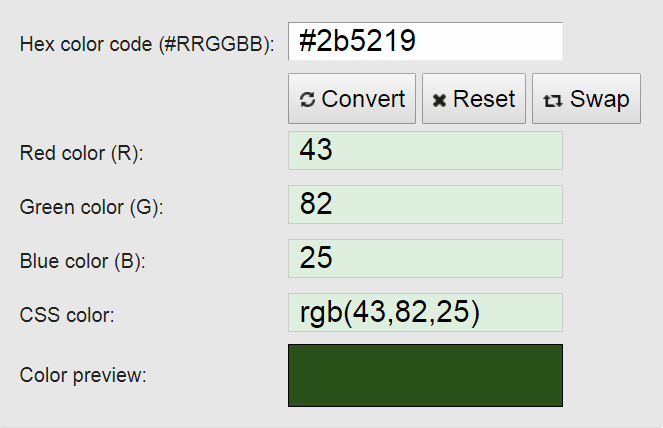 Hex color code (#RRGGBB): #2b5219
Convert Reset Swap
Red color (R): 43
Green color (G): 82
Blue color (B): 25
CSS color: rgb(43,82,25)
Color preview: